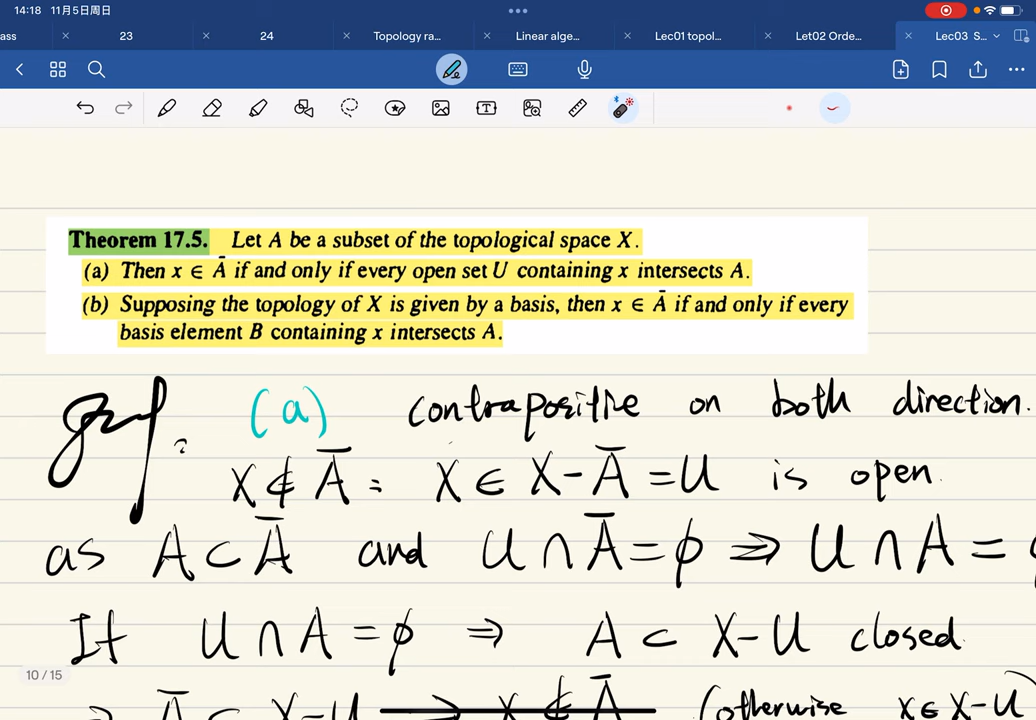 14:18 11月5日周日
ass 23 24 Topology ra... Linear alge... Lec01 topol... Let02 Orde... Lec03 S...
Theorem 17.5. Let A be a subset of the topological space X.
(a) Then x ∈ Ā if and only if every open set U containing x intersects A.
(b) Supposing the topology of X is given by a basis, then x ∈ Ā if and only if every
basis element B containing x intersects A.
(a) contrapositie on both direction.
x ∉ Ā : x ∈ X-Ā = U is open.
as A ⊂ Ā and U ∩ Ā = ϕ ⇒ U ∩ A =
If U ∩ A = ϕ ⇒ A ⊂ X-U closed.
10 / 15
⇒ Ā ⊂ X-U ⇒ x ∉ Ā (otherwise x ∈ X-U)